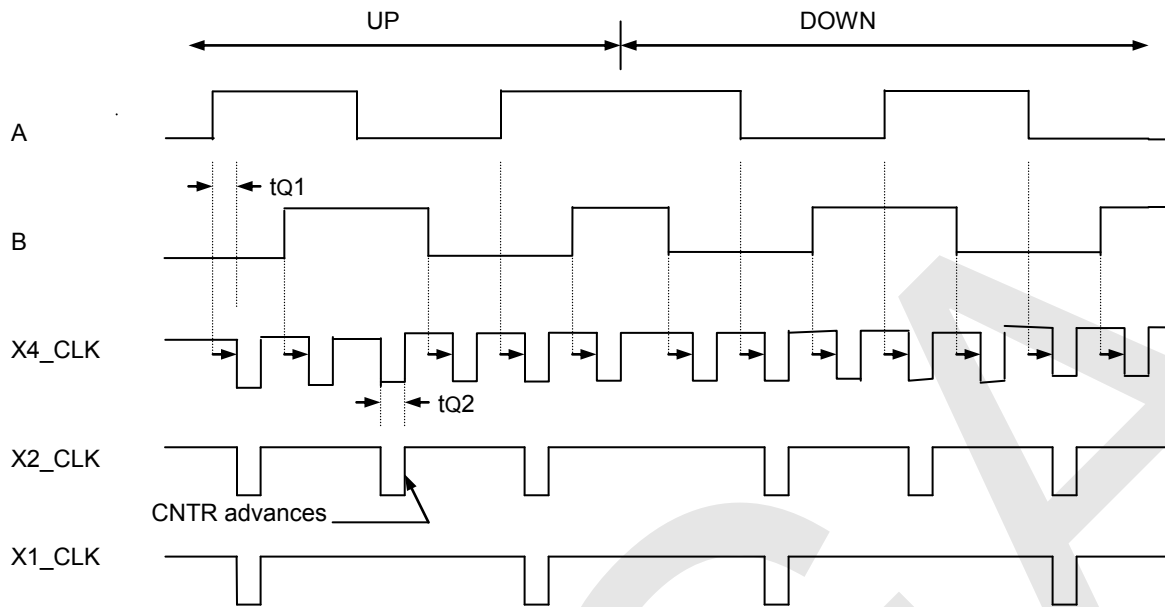 UP
DOWN
A
tQ1
B
X4_CLK
tQ2
X2_CLK
CNTR advances
X1_CLK